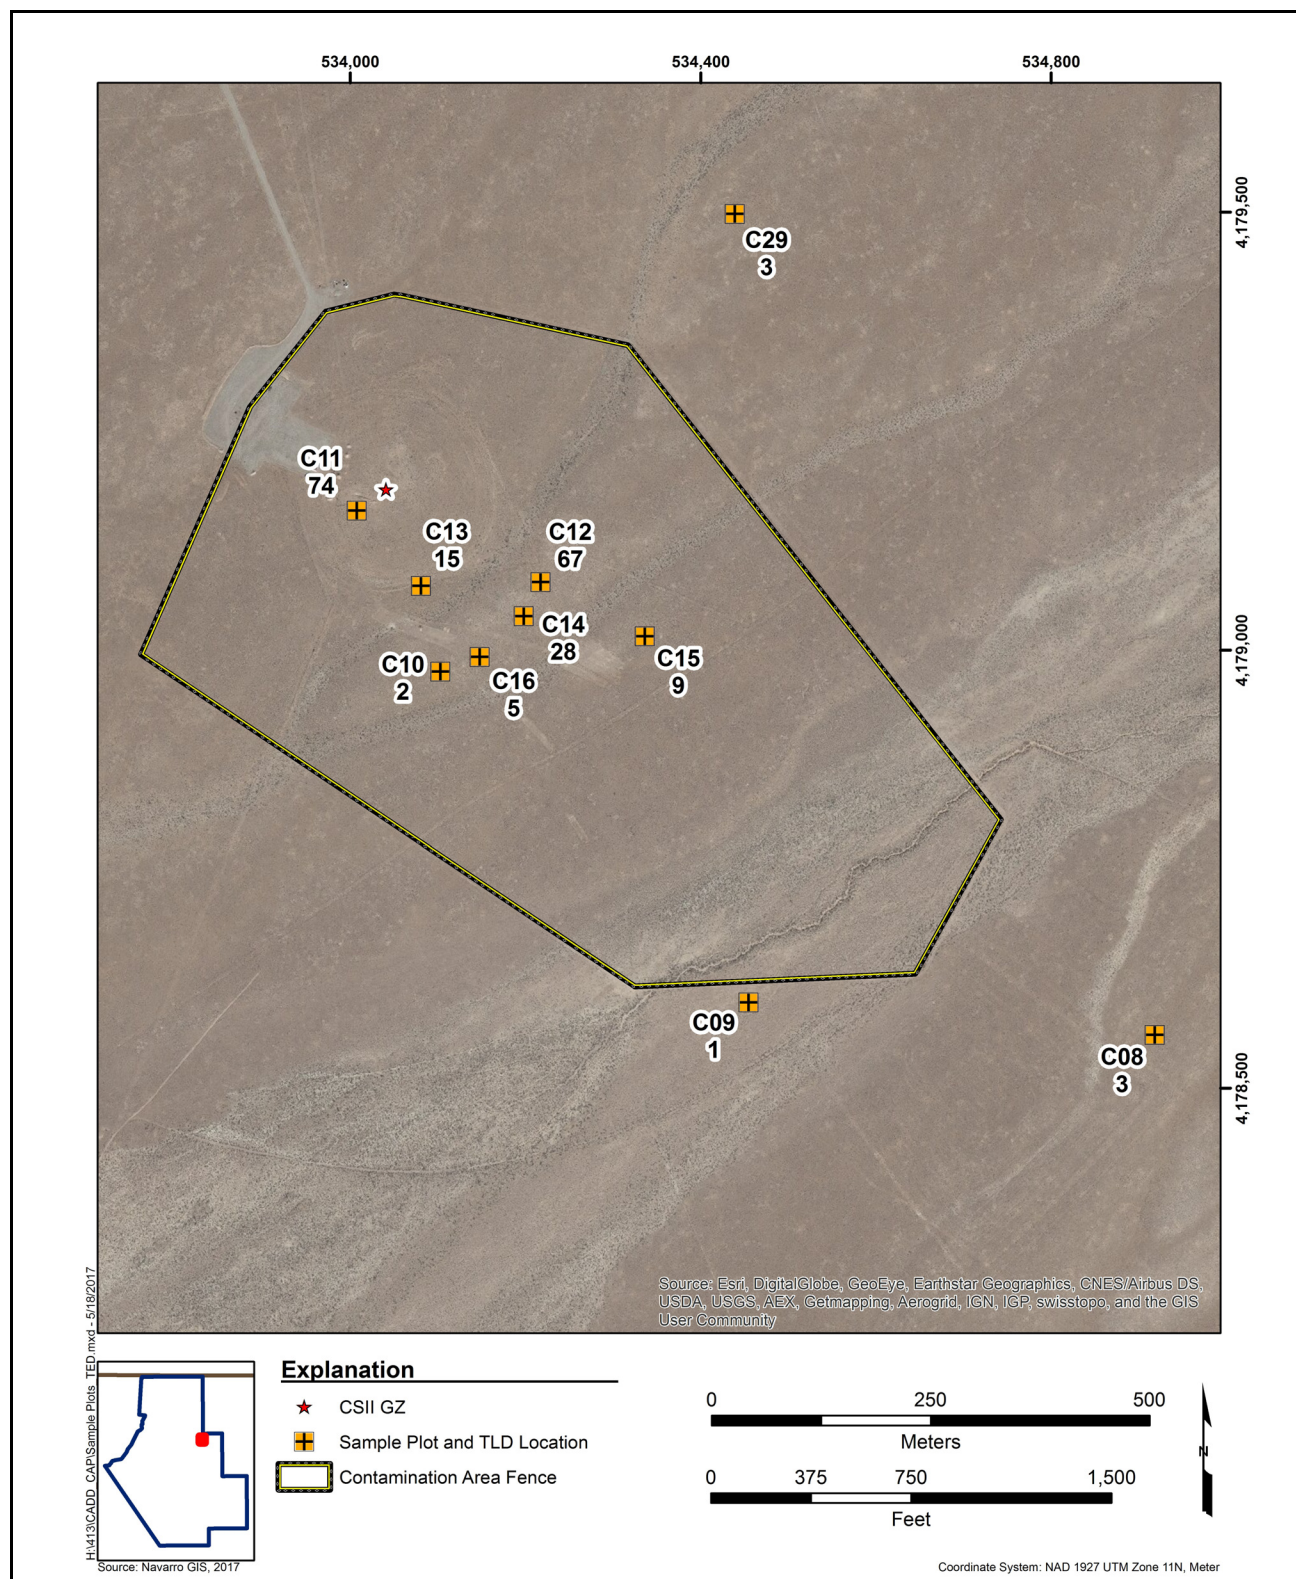 534,000 534,400 534,800
4,179,500
C29
3
C11
74
C13
15
C12
67
C14
28
C15
9
4,179,000
C10
2
C16
5
C09
1
C08
3
4,178,500
Source: Esri, DigitalGlobe, GeoEye, Earthstar Geographics, CNES/Airbus DS,
USDA, USGS, AEX, Getmapping, Aerogrid, IGN, IGP, swisstopo, and the GIS
User Community
H:\413\CADD_CAP\Sample Plots_TED.mxd - 5/18/2017
Explanation
CSII GZ
Sample Plot and TLD Location
Contamination Area Fence
0 250 500
Meters
0 375 750 1,500
Feet
N
Source: Navarro GIS, 2017
Coordinate System: NAD 1927 UTM Zone 11N, Meter